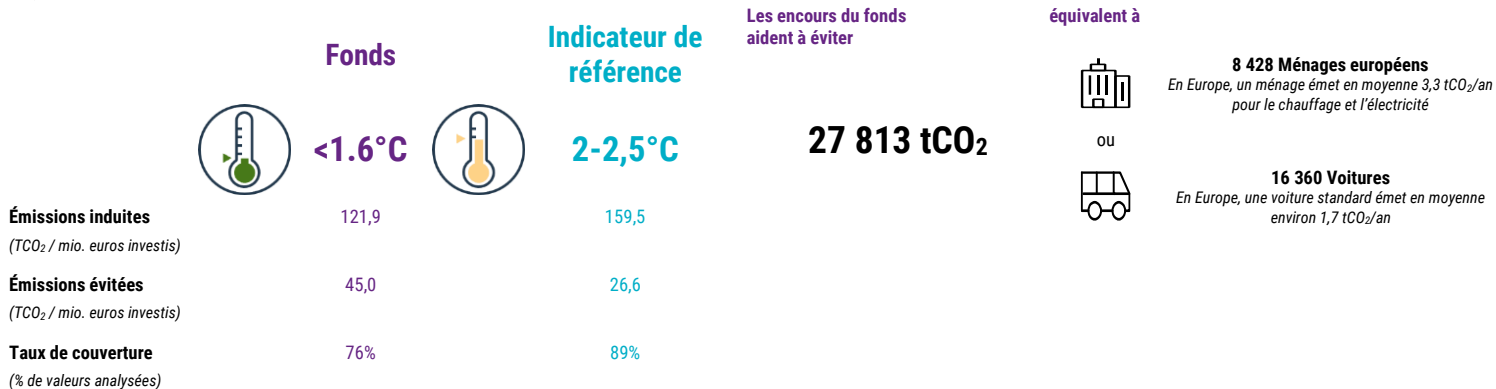 Fonds
Indicateur de
référence
Les encours du fonds
aident à éviter
équivalent à
<1.6°C
2-2,5°C
27 813 tCO₂
8 428 Ménages européens
En Europe, un ménage émet en moyenne 3,3 tCO₂/an
pour le chauffage et l'électricité
ou
16 360 Voitures
En Europe, une voiture standard émet en moyenne
environ 1,7 tCO₂/an
Émissions induites 121,9 159,5
(TCO₂ / mio. euros investis)
Émissions évitées 45,0 26,6
(TCO₂ / mio. euros investis)
Taux de couverture 76% 89%
(% de valeurs analysées)